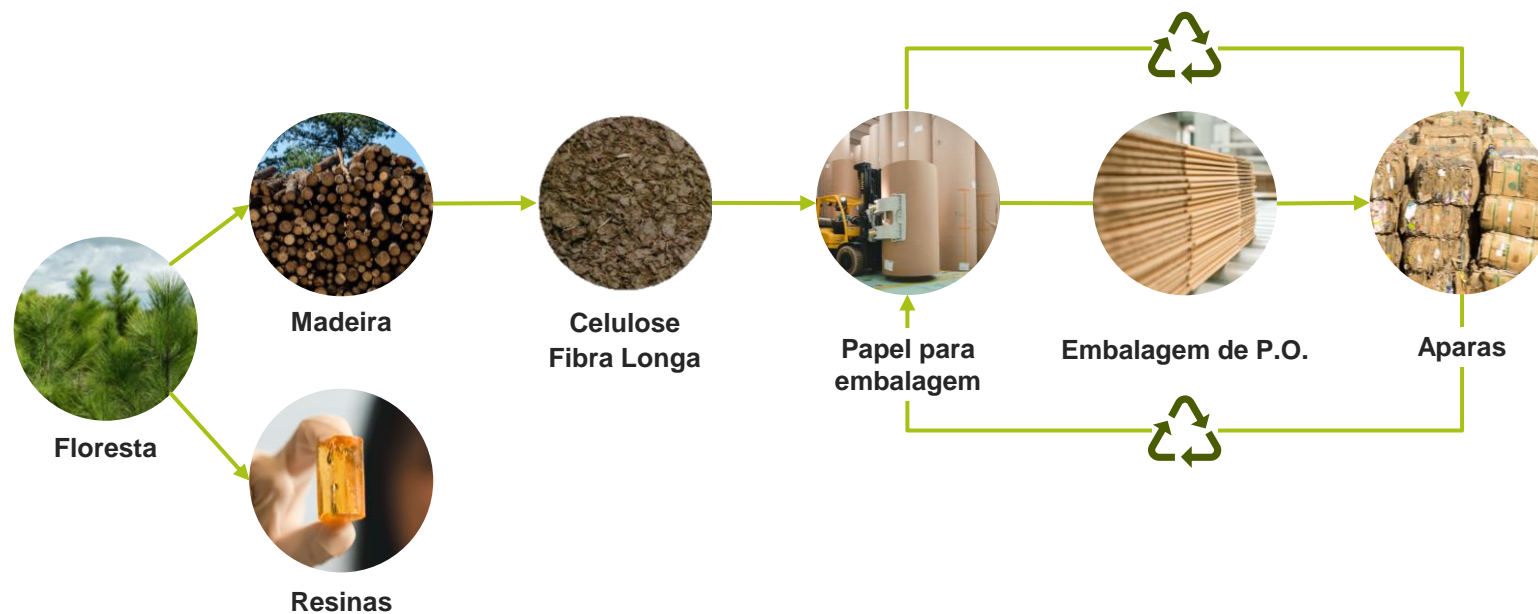 Floresta
Madeira
Resinas
Celulose
Fibra Longa
Papel para
embalagem
Embalagem de P.O.
Aparas